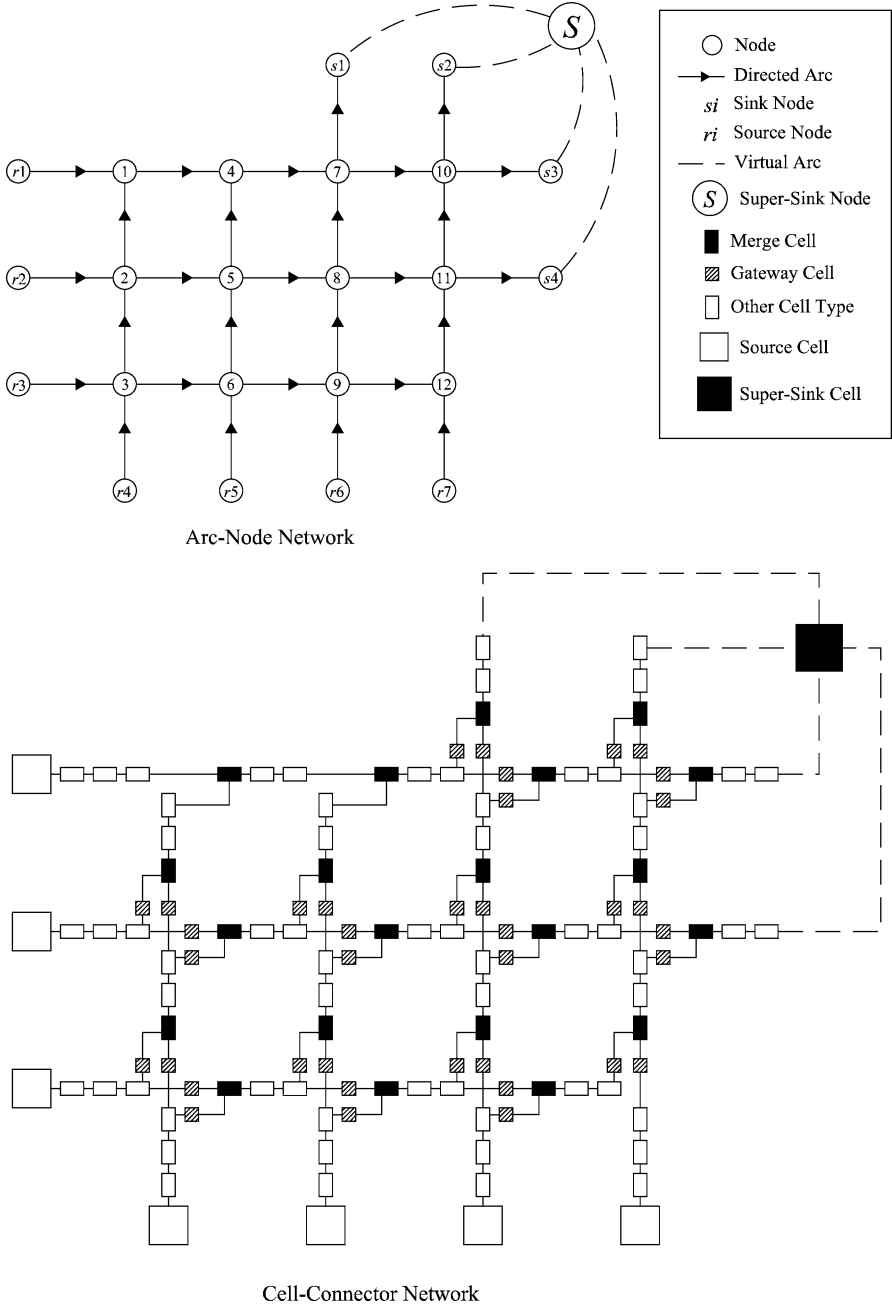 S
s1
s2
Node
Directed Arc
si Sink Node
ri Source Node
Virtual Arc
S Super-Sink Node
Merge Cell
Gateway Cell
Other Cell Type
Source Cell
Super-Sink Cell
r1 1 4 7 10 s3
r2 2 5 8 11 s4
r3 3 6 9 12
r4 r5 r6 r7
Arc-Node Network
Cell-Connector Network